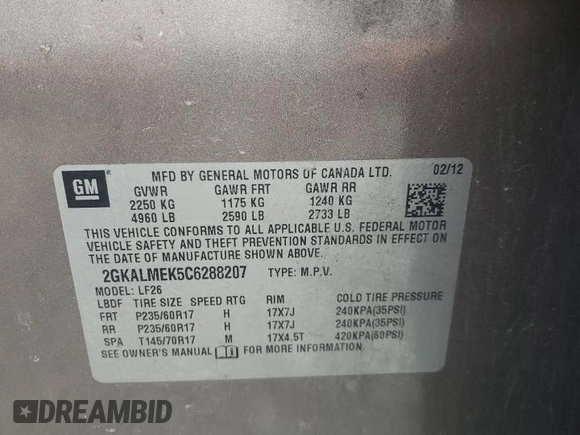 GM
MFD BY GENERAL MOTORS OF CANADA LTD. 02/12
GVWR GAWR FRT GAWR RR
2250 KG 1175 KG 1240 KG
4960 LB 2590 LB 2733 LB
THIS VEHICLE CONFORMS TO ALL APPLICABLE U.S. FEDERAL MOTOR
VEHICLE SAFETY AND THEFT PREVENTION STANDARDS IN EFFECT ON
THE DATE OF MANUFACTURE SHOWN ABOVE.
2GKALMEK5C6288207 TYPE: M.P.V.
MODEL: LF26
LBDF TIRE SIZE SPEED RTG RIM COLD TIRE PRESSURE
FRT P235/60R17 H 17X7J 240KPA(35PSI)
RR P235/60R17 H 17X7J 240KPA(35PSI)
SPA T145/70R17 M 17X4.5T 420KPA(60PSI)
SEE OWNER'S MANUAL FOR MORE INFORMATION.
DREAMBID